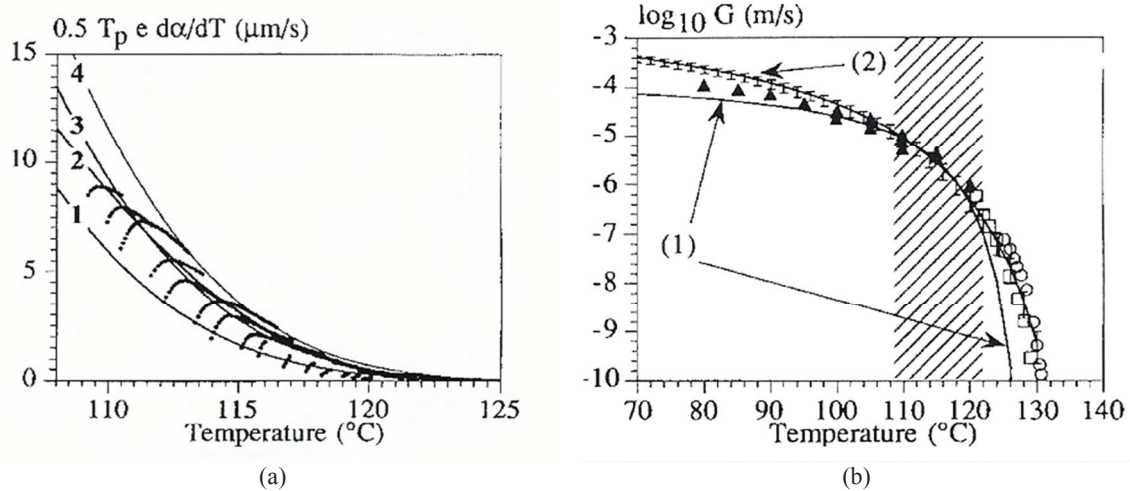 0.5 Tp e dα/dT (μm/s)
15
10
5
0
4
3
2
1
110 115 120 125
Temperature (°C)
(a)
log10 G (m/s)
-3
-4
-5
-6
-7
-8
-9
-10
(2)
(1)
70 80 90 100 110 120 130 140
Temperature (°C)
(b)